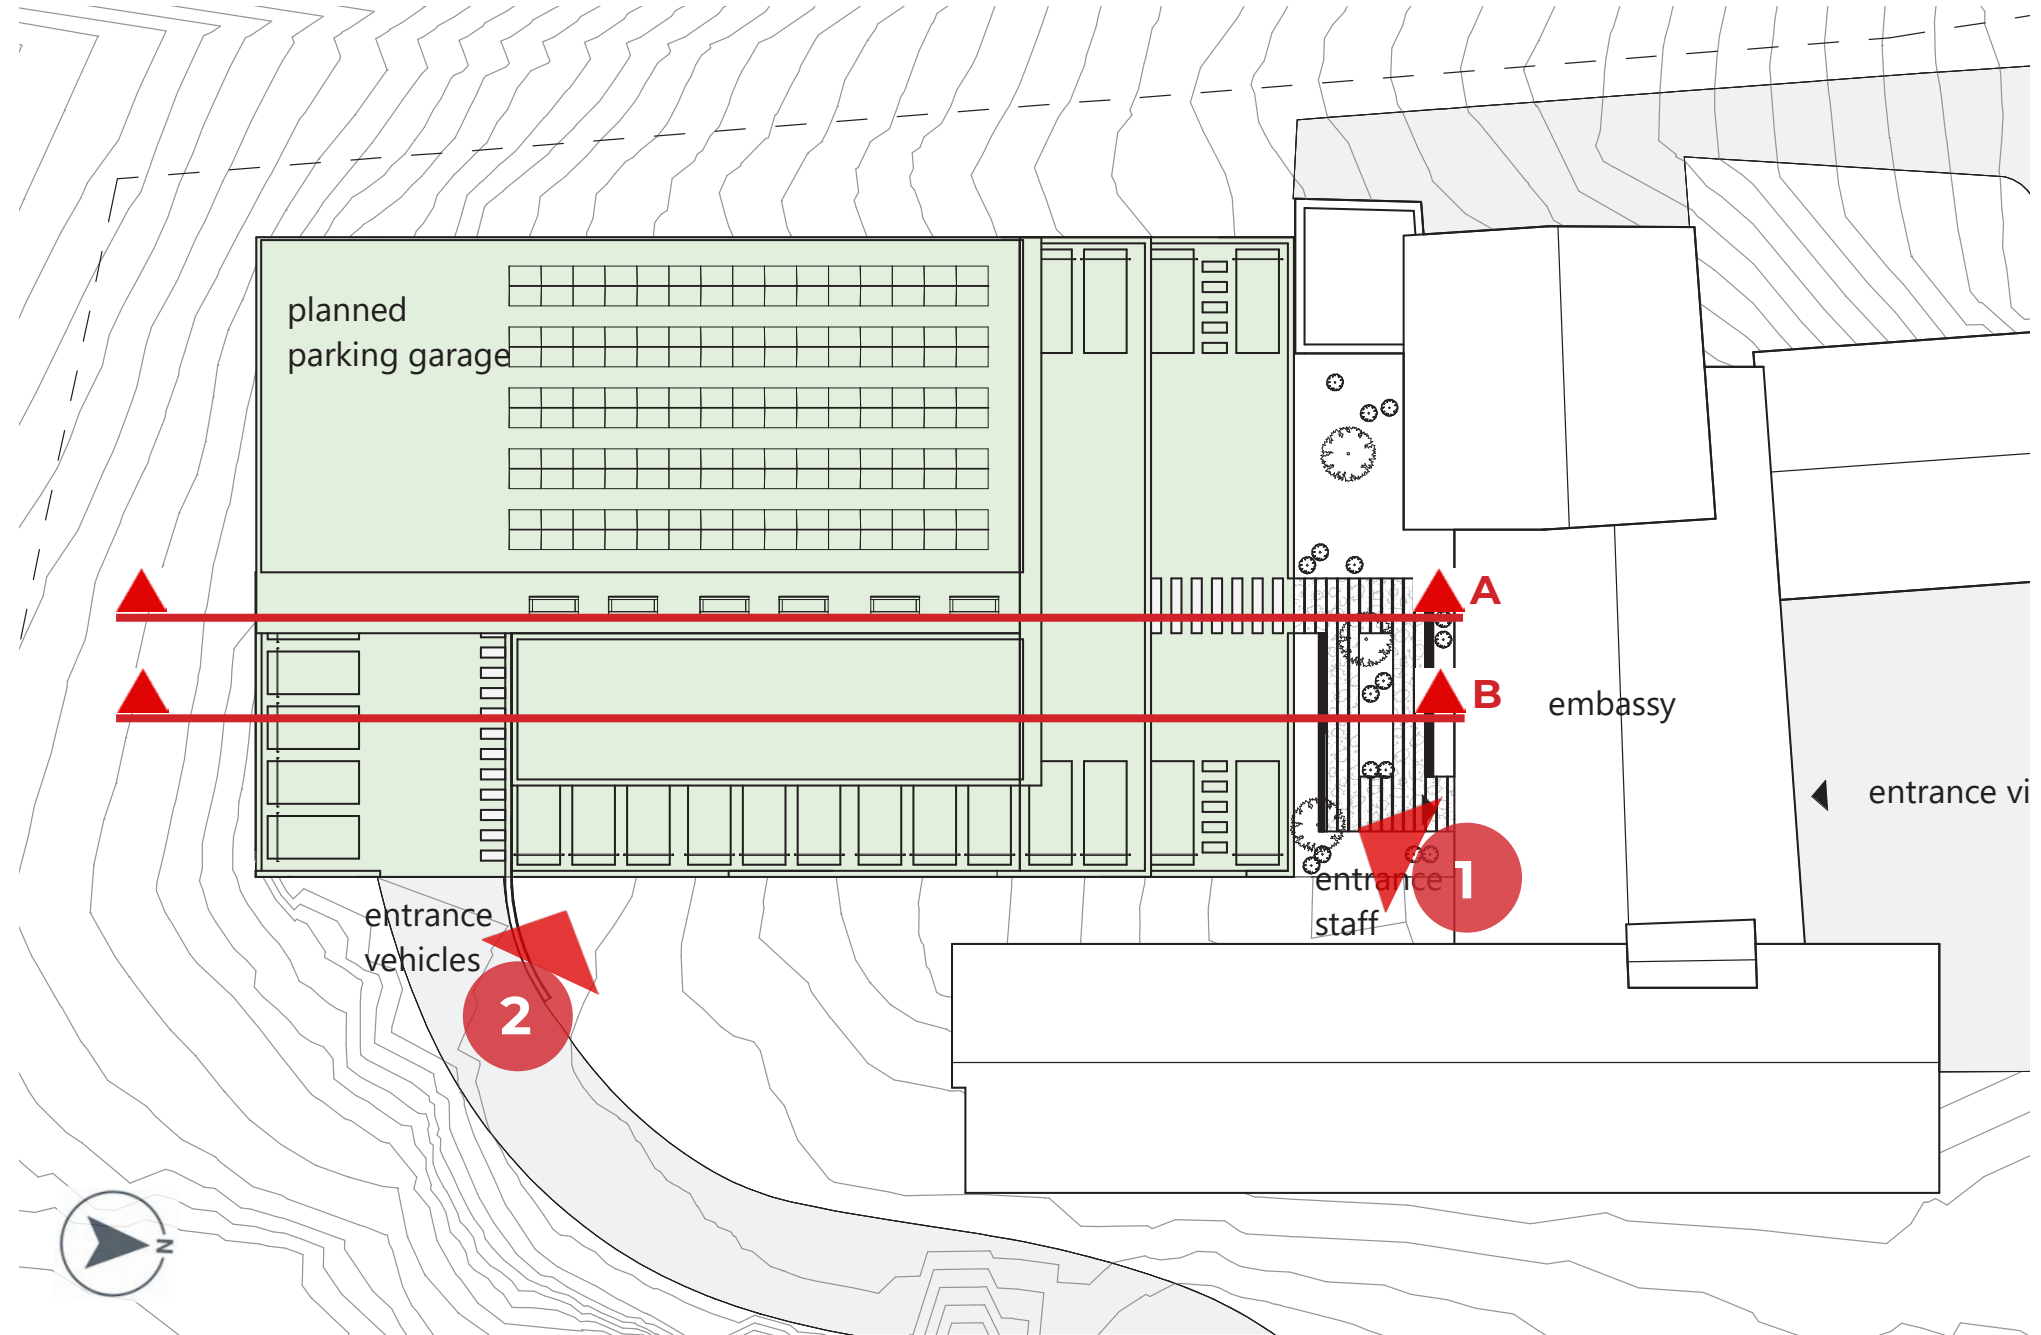 planned
parking garage
A
B
embassy
entrance vi
1
entrance
staff
entrance
vehicles
2
N